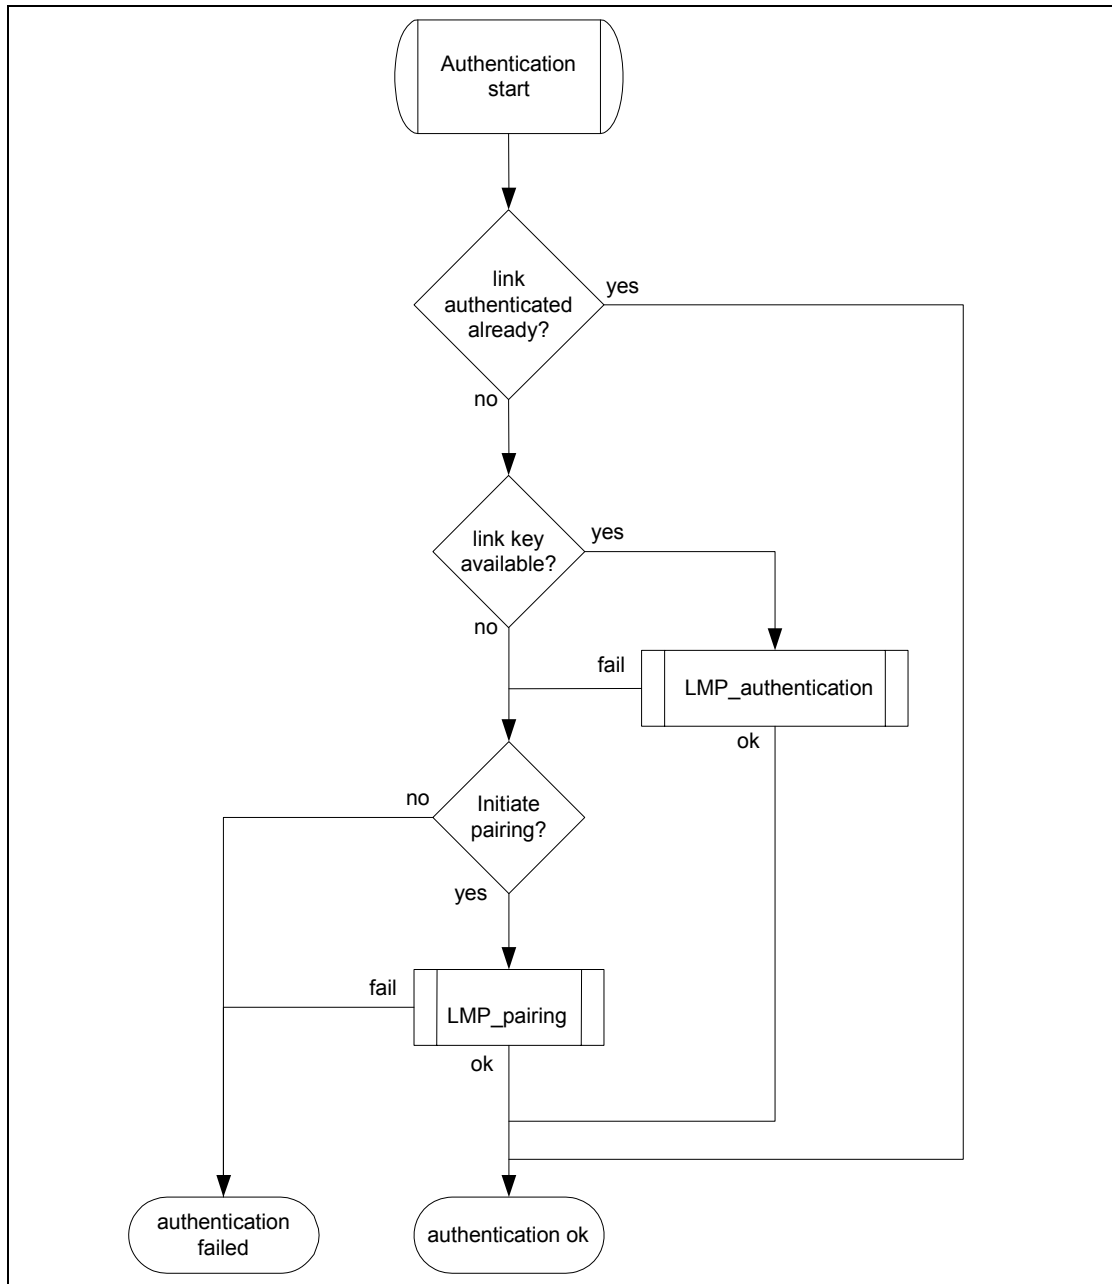 Authentication
start
link
authenticated
already?
yes
no
link key
available?
yes
no
fail
LMP_authentication
ok
no
Initiate
pairing?
yes
fail
LMP_pairing
ok
authentication
failed
authentication ok